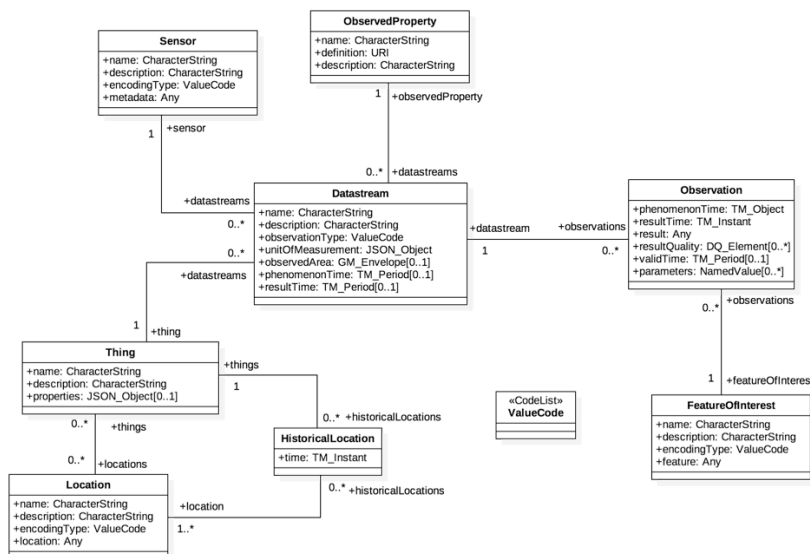 ObservedProperty
+name: CharacterString
+definition: URI
+description: CharacterString
Sensor
+name: CharacterString
+description: CharacterString
+encodingType: ValueCode
+metadata: Any
1
+observedProperty
1
+sensor
0..*
+datastreams
+datastreams
0..*
Datastream
+name: CharacterString
+description: CharacterString
+observationType: ValueCode
+unitOfMeasurement: JSON_Object
+observedArea: GM_Envelope[0..1]
+phenomenonTime: TM_Period[0..1]
+resultTime: TM_Period[0..1]
+datastream
1
+observations
0..*
Observation
+phenomenonTime: TM_Object
+resultTime: TM_Instant
+result: Any
+resultQuality: DQ_Element[0..*]
+validTime: TM_Period[0..1]
+parameters: NamedValue[0..*]
0..*
+datastreams
0..*
+observations
1
+thing
Thing
+name: CharacterString
+description: CharacterString
+properties: JSON_Object[0..1]
+things
1
1
+featureOfInterest
FeatureOfInterest
+name: CharacterString
+description: CharacterString
+encodingType: ValueCode
+feature: Any
«CodeList»
ValueCode
0..*
+historicalLocations
HistoricalLocation
+time: TM_Instant
0..*
+historicalLocations
0..*
+things
0..*
+locations
Location
+name: CharacterString
+description: CharacterString
+encodingType: ValueCode
+location: Any
+location
1..*